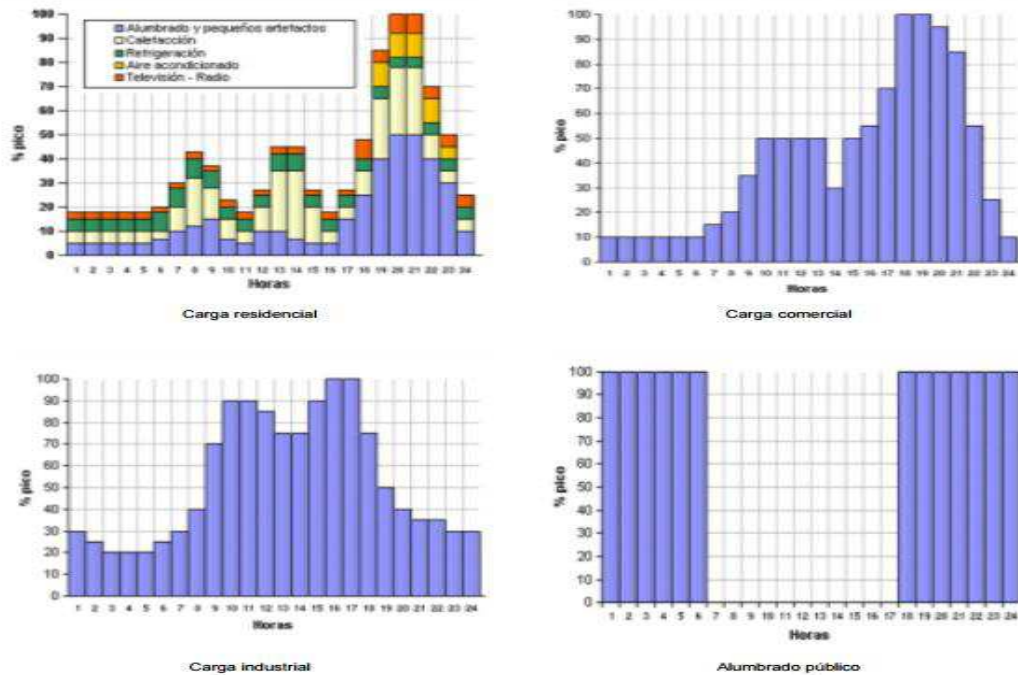 Alumbrado y pequeños artefactos
Caletacción
Refrigeración
Aire acondicionado
Televisión - Radio
% pico
100
90
80
70
60
50
40
30
20
10
0
1 2 3 4 5 6 7 8 9 10 11 12 13 14 15 16 17 18 19 20 21 22 23 24
Horas
Carga residencial
% pico
100
90
80
70
60
50
40
30
20
10
0
1 2 3 4 5 6 7 8 9 10 11 12 13 14 15 16 17 18 19 20 21 22 23 24
Horas
Carga comercial
% pico
100
90
80
70
60
50
40
30
20
10
0
1 2 3 4 5 6 7 8 9 10 11 12 13 14 15 16 17 18 19 20 21 22 23 24
Horas
Carga industrial
% pico
100
90
80
70
60
50
40
30
20
10
0
1 2 3 4 5 6 7 8 9 10 11 12 13 14 15 16 17 18 19 20 21 22 23 24
Horas
Alumbrado público